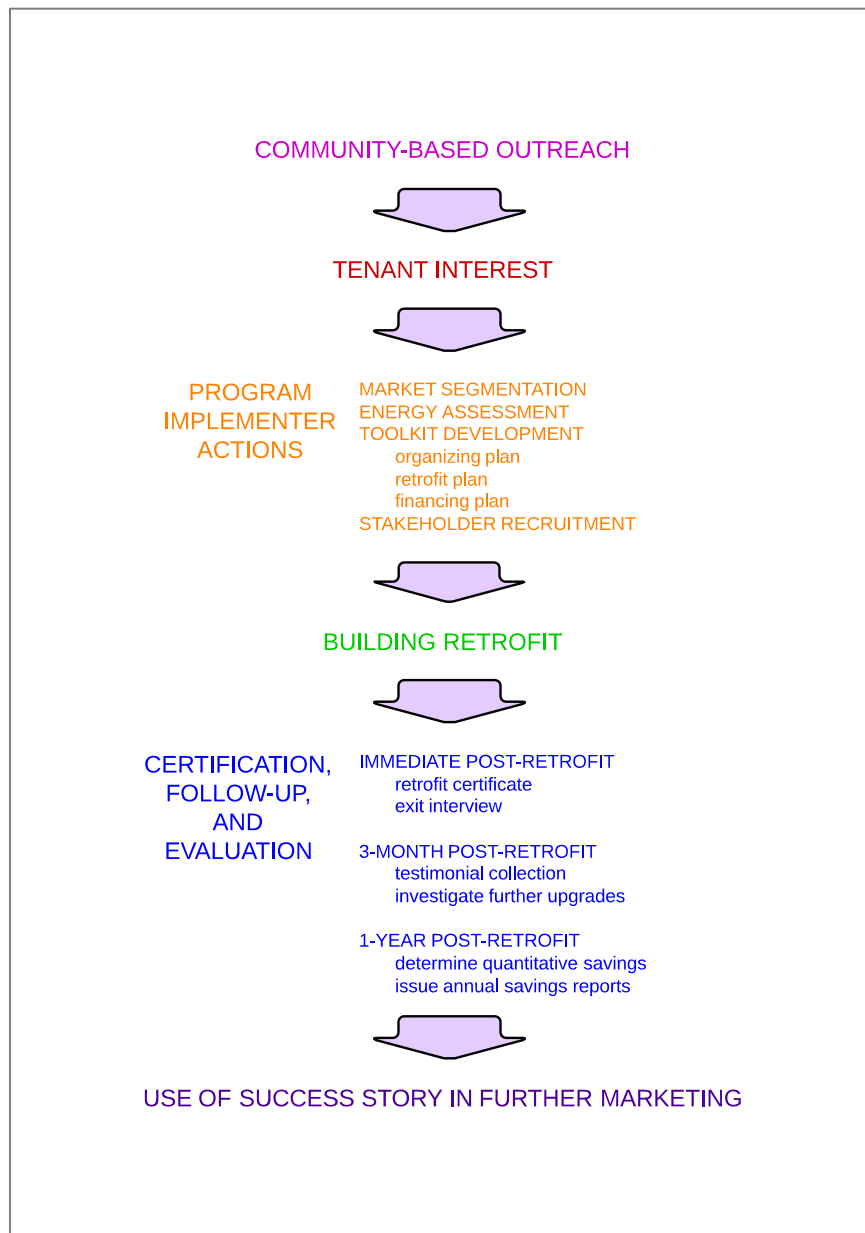 COMMUNITY-BASED OUTREACH
TENANT INTEREST
PROGRAM
IMPLEMENTER
ACTIONS
MARKET SEGMENTATION
ENERGY ASSESSMENT
TOOLKIT DEVELOPMENT
organizing plan
retrofit plan
financing plan
STAKEHOLDER RECRUITMENT
BUILDING RETROFIT
CERTIFICATION,
FOLLOW-UP,
AND
EVALUATION
IMMEDIATE POST-RETROFIT
retrofit certificate
exit interview
3-MONTH POST-RETROFIT
testimonial collection
investigate further upgrades
1-YEAR POST-RETROFIT
determine quantitative savings
issue annual savings reports
USE OF SUCCESS STORY IN FURTHER MARKETING